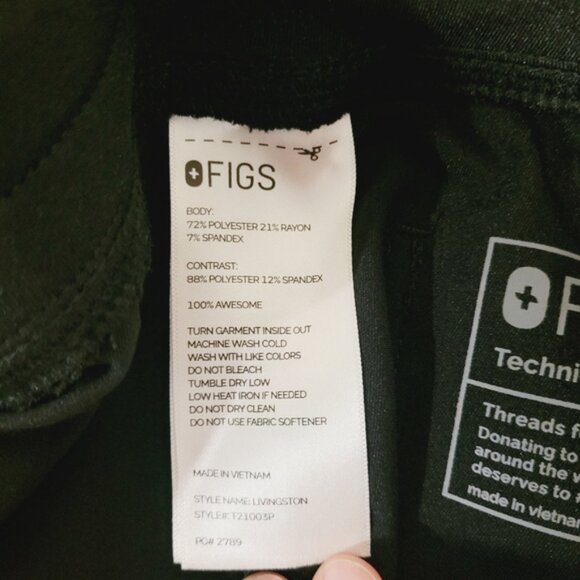 FIGS
BODY:
72% POLYESTER 21% RAYON
7% SPANDEX
CONTRAST:
88% POLYESTER 12% SPANDEX
100% AWESOME
TURN GARMENT INSIDE OUT
MACHINE WASH COLD
WASH WITH LIKE COLORS
DO NOT BLEACH
TUMBLE DRY LOW
LOW HEAT IRON IF NEEDED
DO NOT DRY CLEAN
DO NOT USE FABRIC SOFTENER
MADE IN VIETNAM
STYLE NAME: LIVINGSTON
STYLE#: T21003P
PO# 2789
F
Techni
Threads f
Donating to
around the w
deserves to
made in vietnam